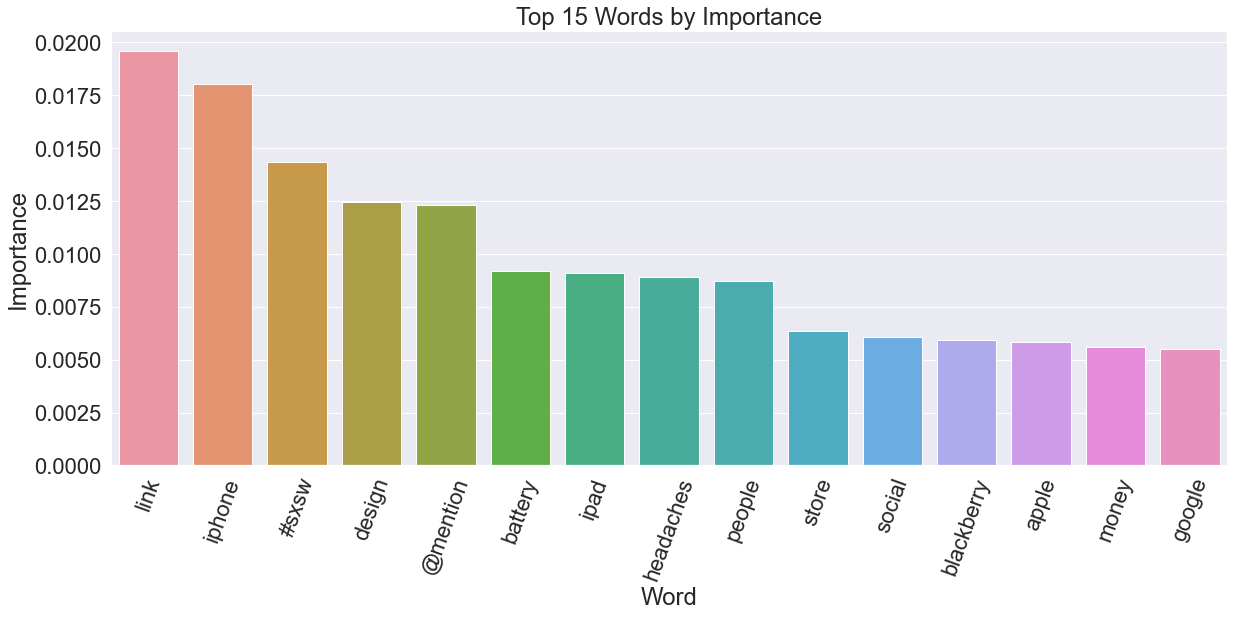 Top 15 Words by Importance
Importance
0.0200
0.0175
0.0150
0.0125
0.0100
0.0075
0.0050
0.0025
0.0000
link
iphone
#sxsw
design
@mention
battery
ipad
headaches
people
store
social
blackberry
apple
money
google
Word